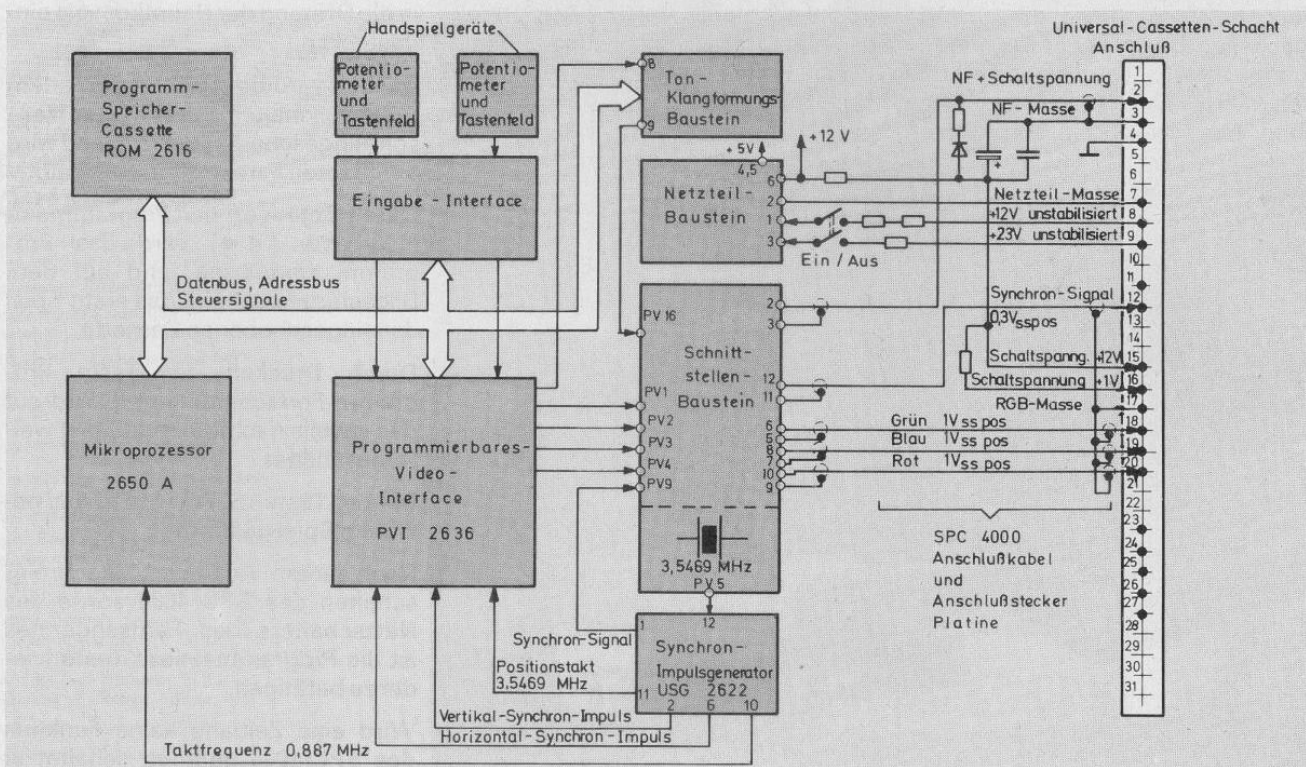 Handspielgeräte
Universal-Cassetten-Schacht
Anschluß
Programm-
Speicher-
Cassette
ROM 2616
Potentio-
meter
und
Tastenfeld
Potentio-
meter
und
Tastenfeld
8
Ton-
Klangformungs-
Baustein
9
NF + Schaltspannung
NF - Masse
+12 V
+ 5V
4,5
Eingabe - Interface
Netzteil-
Baustein
6
2
1
3
Ein / Aus
Netzteil-Masse
+12V unstabilisiert
+23V unstabilisiert
Datenbus, Adressbus
Steuersignale
Synchron-Signal
0,3Vss pos
Schaltspanng. +12V
Schaltspannung +1V
RGB-Masse
Mikroprozessor
2650 A
Programmierbares-
Video-
Interface
PVI 2636
PV16
PV1
PV2
PV3
PV4
PV9
Schnitt-
stellen-
Baustein
2
3
12
11
6
5
8
7
10
9
Grün 1Vss pos
Blau 1Vss pos
Rot 1Vss pos
3,5469 MHz
PV5
SPC 4000
Anschlußkabel
und
Anschlußstecker
Platine
Synchron-Signal
Positionstakt
3,5469 MHz
1
12
Synchron-
Impulsgenerator
USG 2622
11
2
6
10
Vertikal-Synchron-Impuls
Horizontal-Synchron-Impuls
Taktfrequenz 0,887 MHz
1
2
3
4
5
6
7
8
9
10
11
12
13
14
15
16
17
18
19
20
21
22
23
24
25
26
27
28
29
30
31